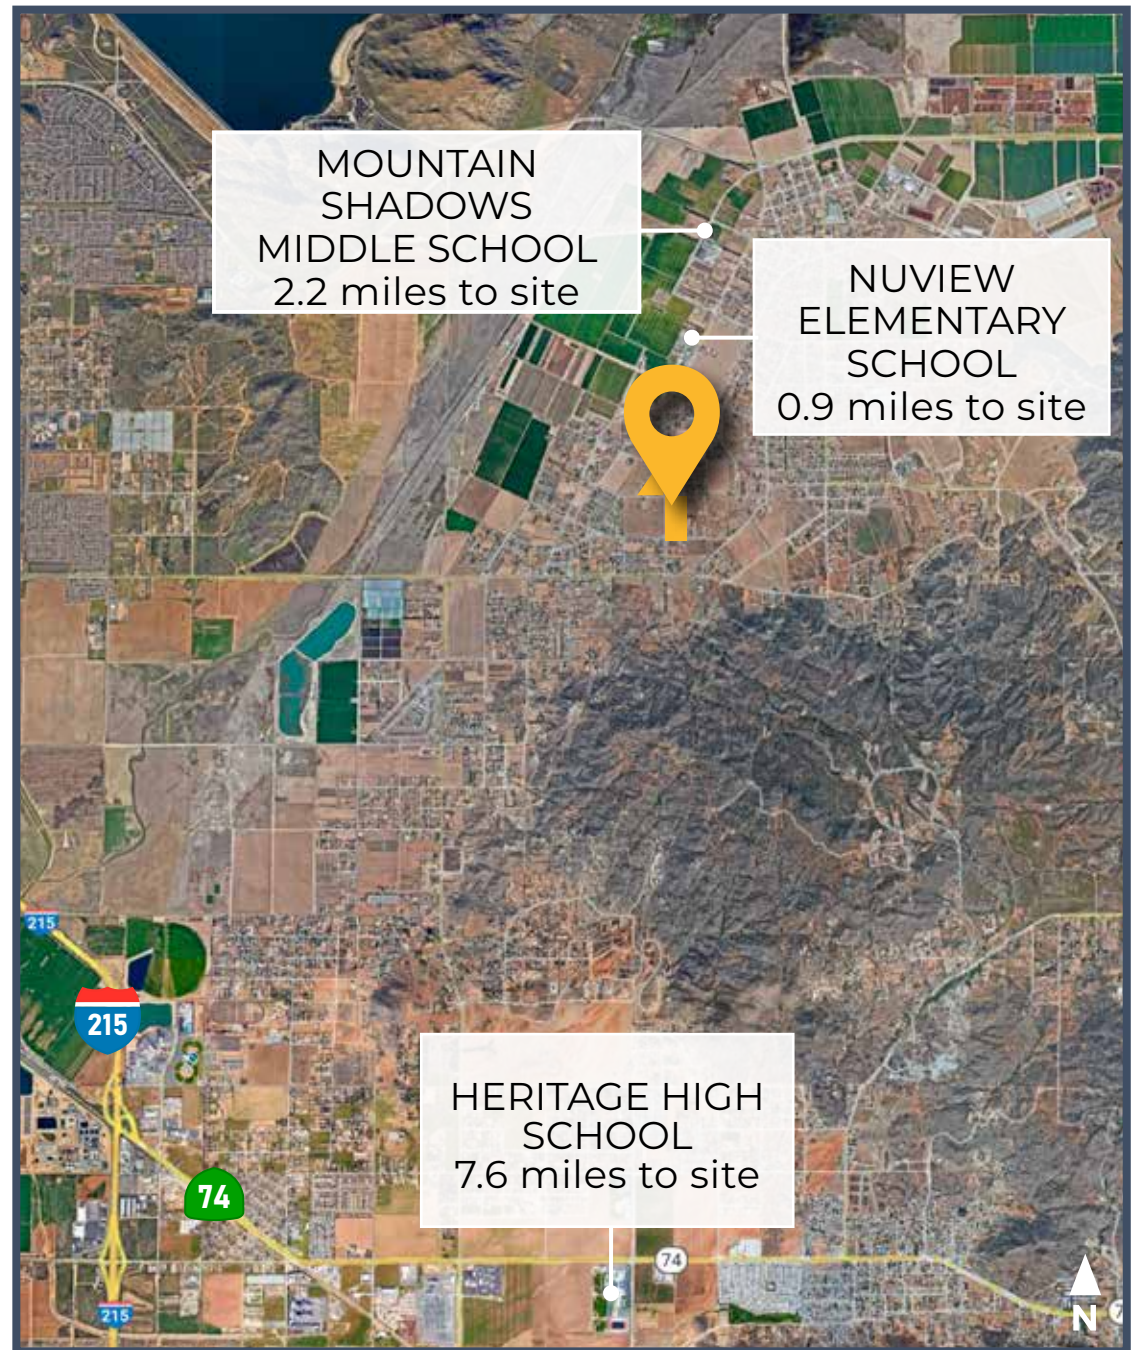 MOUNTAIN
SHADOWS
MIDDLE SCHOOL
2.2 miles to site
NUVIEW
ELEMENTARY
SCHOOL
0.9 miles to site
215
215
HERITAGE HIGH
SCHOOL
7.6 miles to site
74
74
215
N